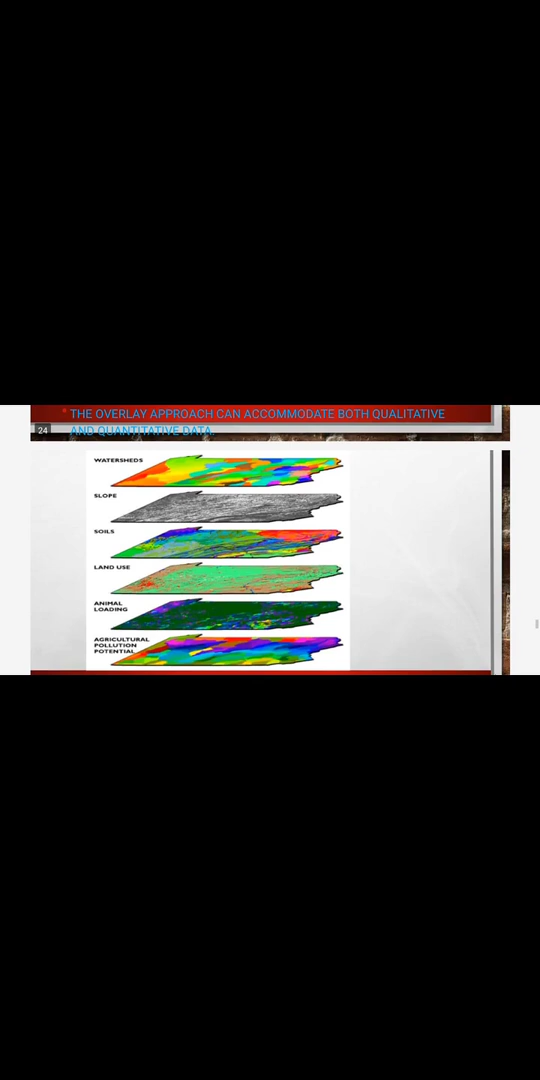 THE OVERLAY APPROACH CAN ACCOMMODATE BOTH QUALITATIVE
24
AND QUANTITATIVE DATA.
WATERSHEDS
SLOPE
SOILS
LAND USE
ANIMAL
LOADING
AGRICULTURAL
POLLUTION
POTENTIAL